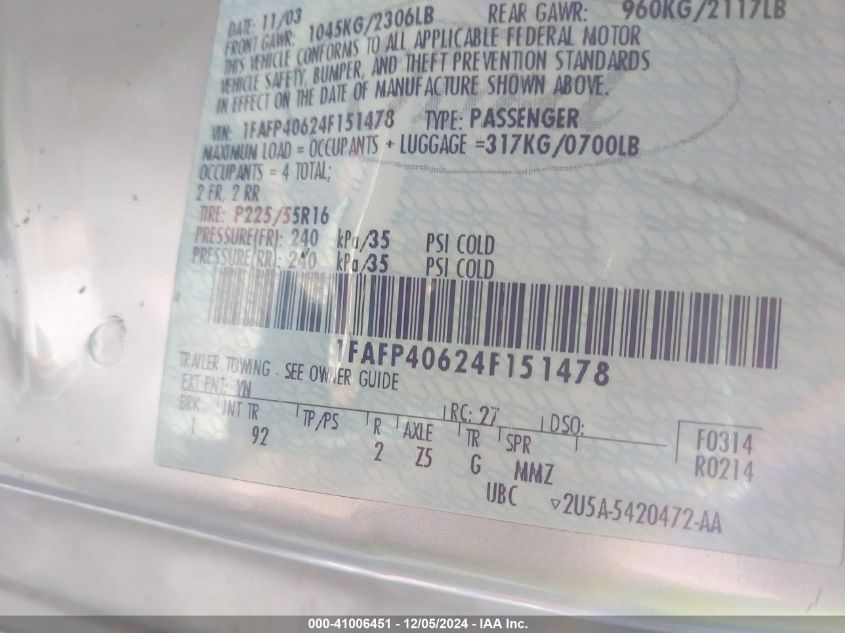 DATE: 11/03
FRONT GAWR: 1045KG/2306LB REAR GAWR: 960KG/2117LB
THIS VEHICLE CONFORMS TO ALL APPLICABLE FEDERAL MOTOR
VEHICLE SAFETY, BUMPER, AND THEFT PREVENTION STANDARDS
IN EFFECT ON THE DATE OF MANUFACTURE SHOWN ABOVE.
VIN: 1FAFP40624F151478 TYPE: PASSENGER
MAXIMUM LOAD = OCCUPANTS + LUGGAGE =317KG/0700LB
OCCUPANTS = 4 TOTAL;
2 FR, 2 RR
TIRE: P225/55R16
PRESSURE(FR): 240 kPa/35 PSI COLD
PRESSURE(RR): 240 kPa/35 PSI COLD
1FAFP40624F151478
TRAILER TOWING - SEE OWNER GUIDE
EXT PNT: YN RC: 27 DSO:
BRK INT TR TP/PS R AXLE TR SPR F0314
1 92 2 Z5 G MMZ R0214
UBC 2U5A-5420472-AA
000-41006451 - 12/05/2024 - IAA Inc.